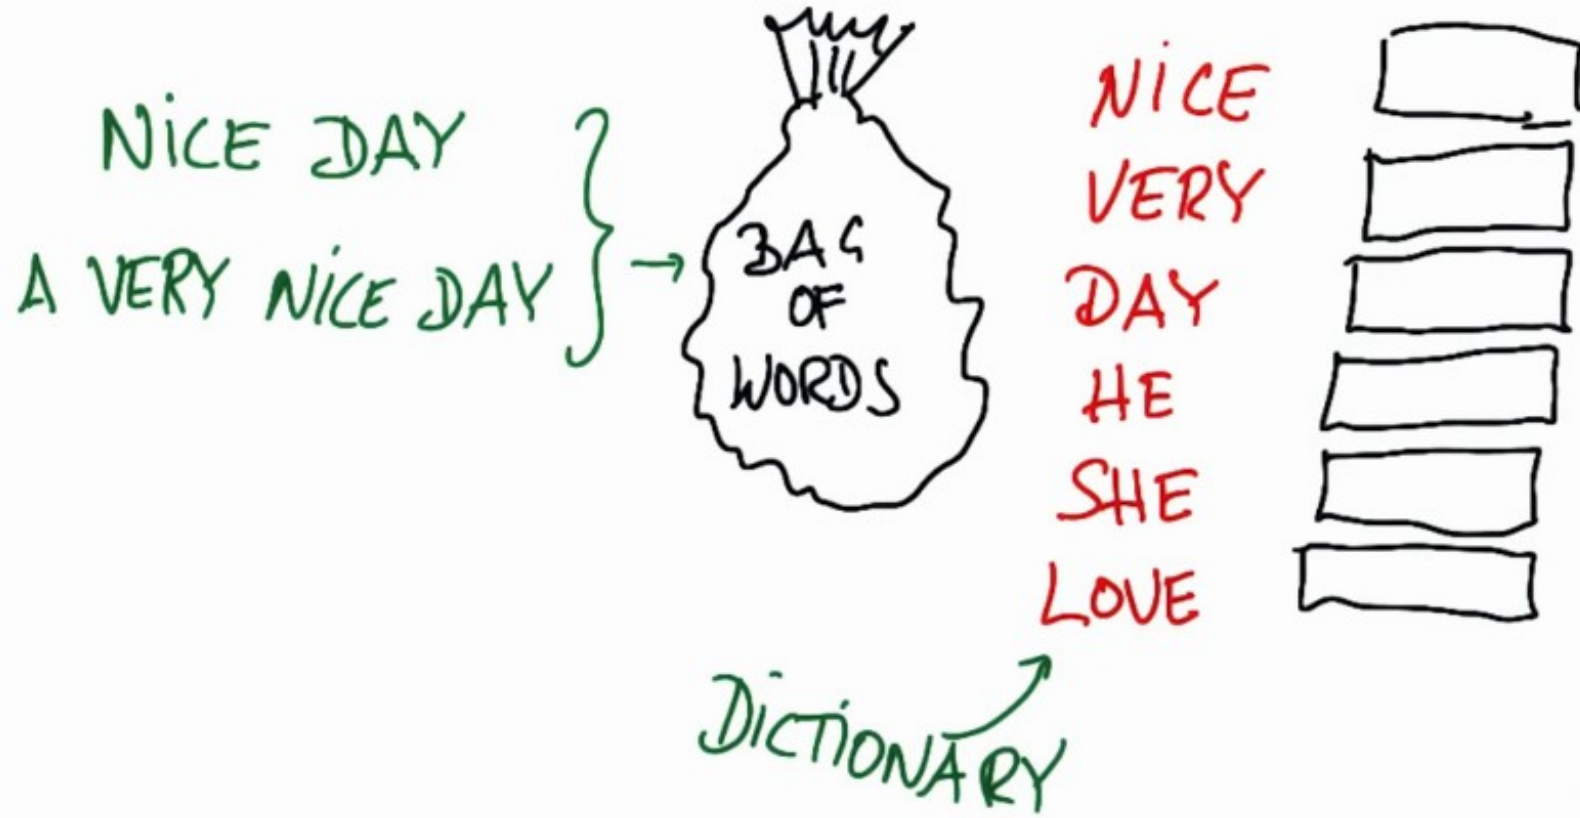 NiCE DAY
A VERY NiCE DAY
BAG
OF
WORDS
NiCE
VERY
DAY
HE
SHE
LOVE
DiCTiONARY